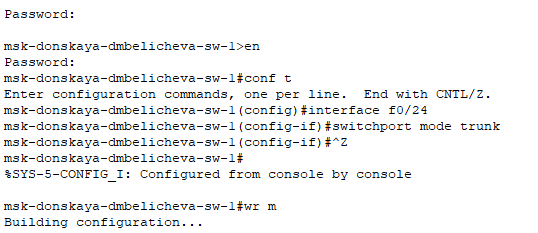 Password:
msk-donskaya-dmbelicheva-sw-1>en
Password:
msk-donskaya-dmbelicheva-sw-1#conf t
Enter configuration commands, one per line.  End with CNTL/Z.
msk-donskaya-dmbelicheva-sw-1(config)#interface f0/24
msk-donskaya-dmbelicheva-sw-1(config-if)#switchport mode trunk
msk-donskaya-dmbelicheva-sw-1(config-if)#^Z
msk-donskaya-dmbelicheva-sw-1#
%SYS-5-CONFIG_I: Configured from console by console
msk-donskaya-dmbelicheva-sw-1#wr m
Building configuration...